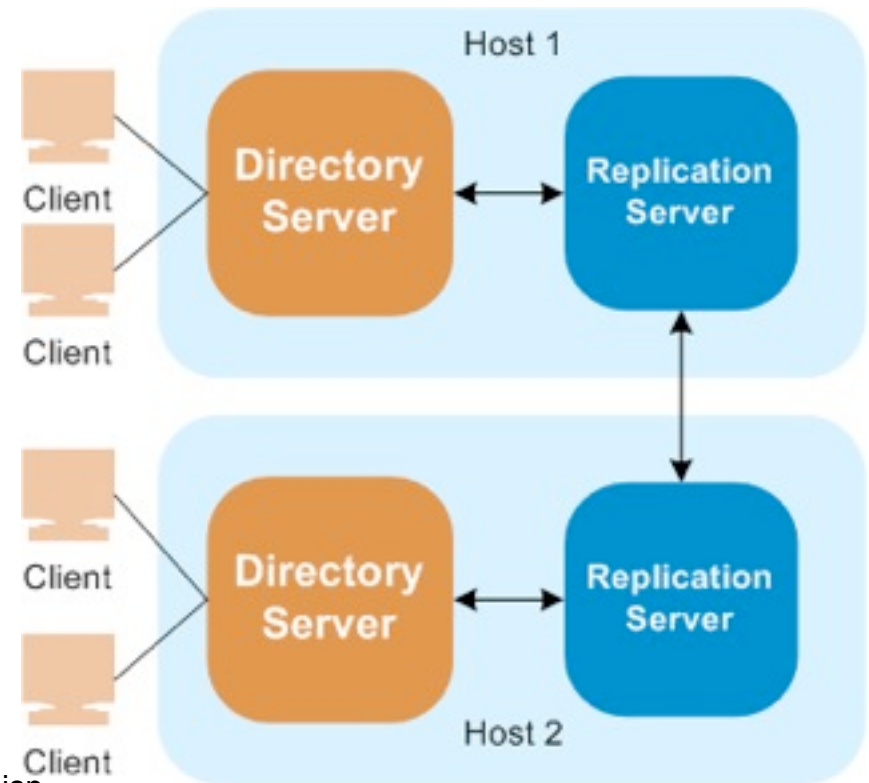 Host 1
Client
Client
Directory
Server
Replication
Server
Client
Client
Directory
Server
Replication
Server
Host 2